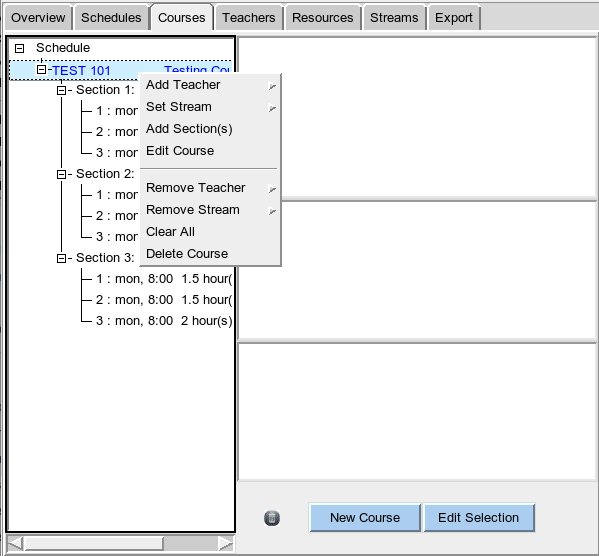 Overview Schedules Courses Teachers Resources Streams Export
Schedule
TEST 101 Testing Cou
Section 1:
1 : mon
2 : mon
3 : mon
Section 2:
1 : mon
2 : mon
3 : mon
Section 3:
1 : mon, 8:00 1.5 hour(
2 : mon, 8:00 1.5 hour(
3 : mon, 8:00 2 hour(s)
Add Teacher
Set Stream
Add Section(s)
Edit Course
Remove Teacher
Remove Stream
Clear All
Delete Course
New Course Edit Selection